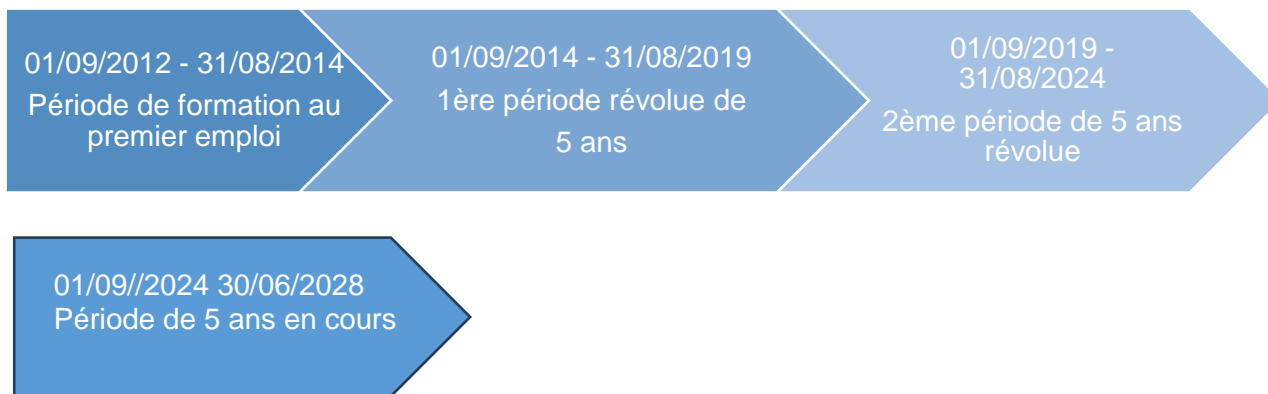 01/09/2012 - 31/08/2014
Période de formation au
premier emploi
01/09/2014 - 31/08/2019
1ère période révolue de
5 ans
01/09/2019 -
31/08/2024
2ème période de 5 ans
révolue
01/09//2024 30/06/2028
Période de 5 ans en cours